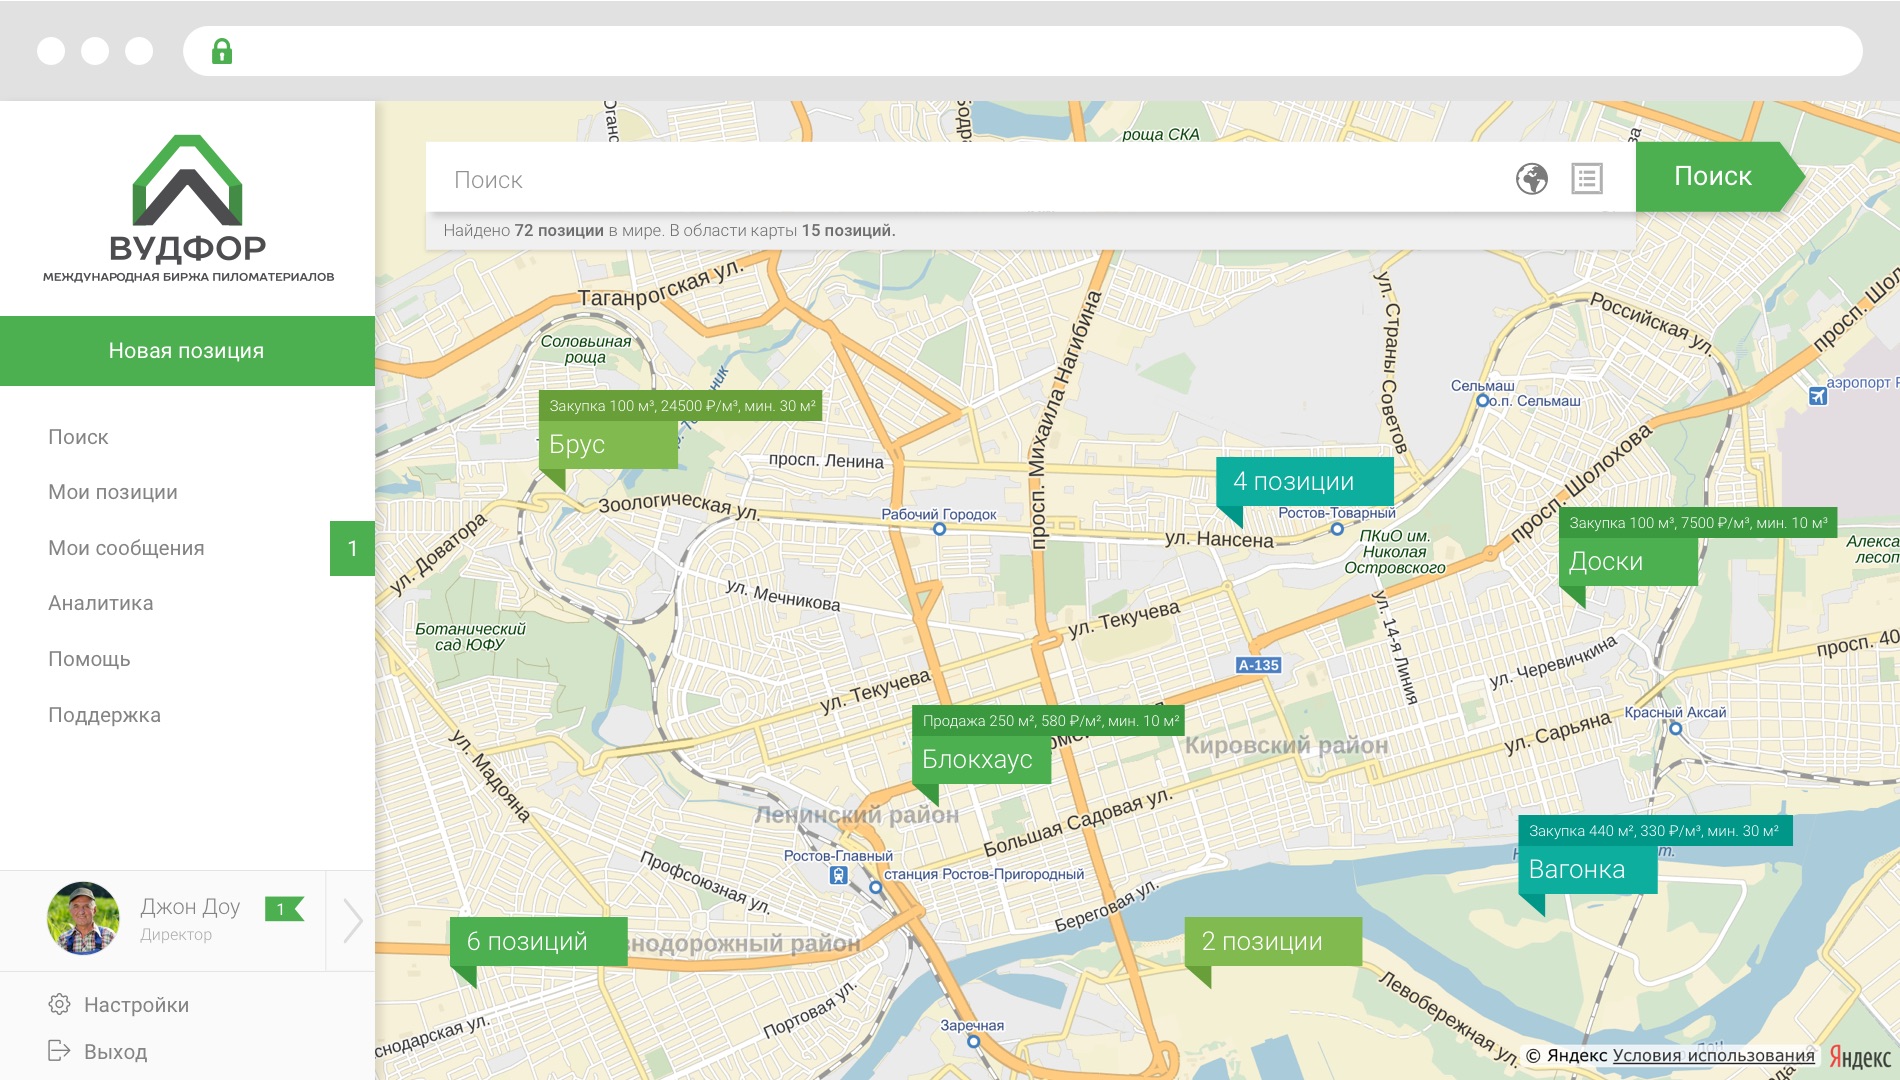 ВУДФОР
МЕЖДУНАРОДНАЯ БИРЖА ПИЛОМАТЕРИАЛОВ
Новая позиция
Поиск
Мои позиции
Мои сообщения
1
Аналитика
Помощь
Поддержка
Джон Доу
1
Директор
Настройки
Выход
Поиск
Поиск
Найдено 72 позиции в мире. В области карты 15 позиций.
роща СКА
Таганрогская ул.
Соловьиная
роща
просп. Михаила Нагибина
ул. Страны Советов
Российская ул.
Сельмаш
о.п. Сельмаш
Закупка 100 м³, 24500 ₽/м³, мин. 30 м²
Брус
просп. Ленина
Зоологическая ул.
Рабочий Городок
4 позиции
Ростов-Товарный
ул. Нансена
ПКиО им.
Николая
Островского
просп. Шолохова
Закупка 100 м³, 7500 ₽/м³, мин. 10 м³
Доски
ул. Доватора
ул. Мечникова
Ботанический
сад ЮФУ
ул. Текучева
А-135
ул. 14-я Линия
ул. Черевичкина
просп. 40
ул. Текучева
Продажа 250 м², 580 ₽/м², мин. 10 м²
Блокхаус
Кировский район
Красный Аксай
ул. Сарьяна
ул. Мадояна
Ленинский район
Большая Садовая ул.
Закупка 440 м², 330 ₽/м³, мин. 30 м²
Вагонка
Ростов-Главный
станция Ростов-Пригородный
Профсоюзная ул.
Береговая ул.
6 позиций
2 позиции
Портовая ул.
Левобережная ул.
Заречная
© Яндекс Условия использования
Яндекс